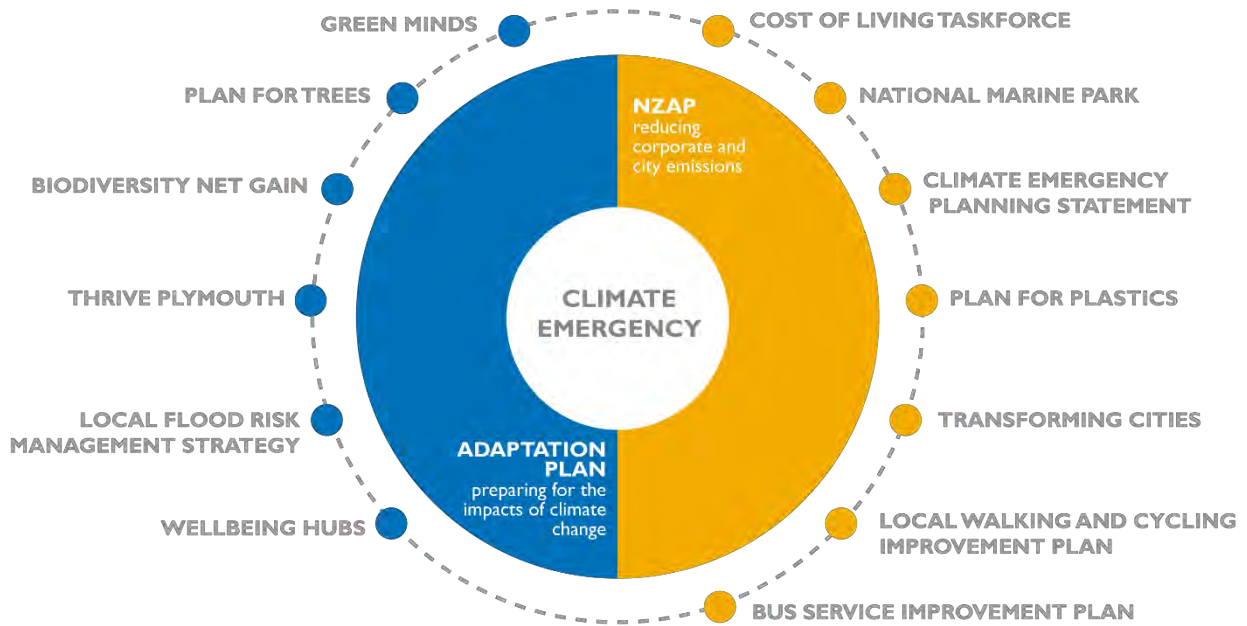 GREEN MINDS
PLAN FOR TREES
BIODIVERSITY NET GAIN
THRIVE PLYMOUTH
LOCAL FLOOD RISK
MANAGEMENT STRATEGY
WELLBEING HUBS
NZAP
reducing
corporate and
city emissions
CLIMATE
EMERGENCY
ADAPTATION
PLAN
preparing for the
impacts of climate
change
COST OF LIVING TASKFORCE
NATIONAL MARINE PARK
CLIMATE EMERGENCY
PLANNING STATEMENT
PLAN FOR PLASTICS
TRANSFORMING CITIES
LOCAL WALKING AND CYCLING
IMPROVEMENT PLAN
BUS SERVICE IMPROVEMENT PLAN